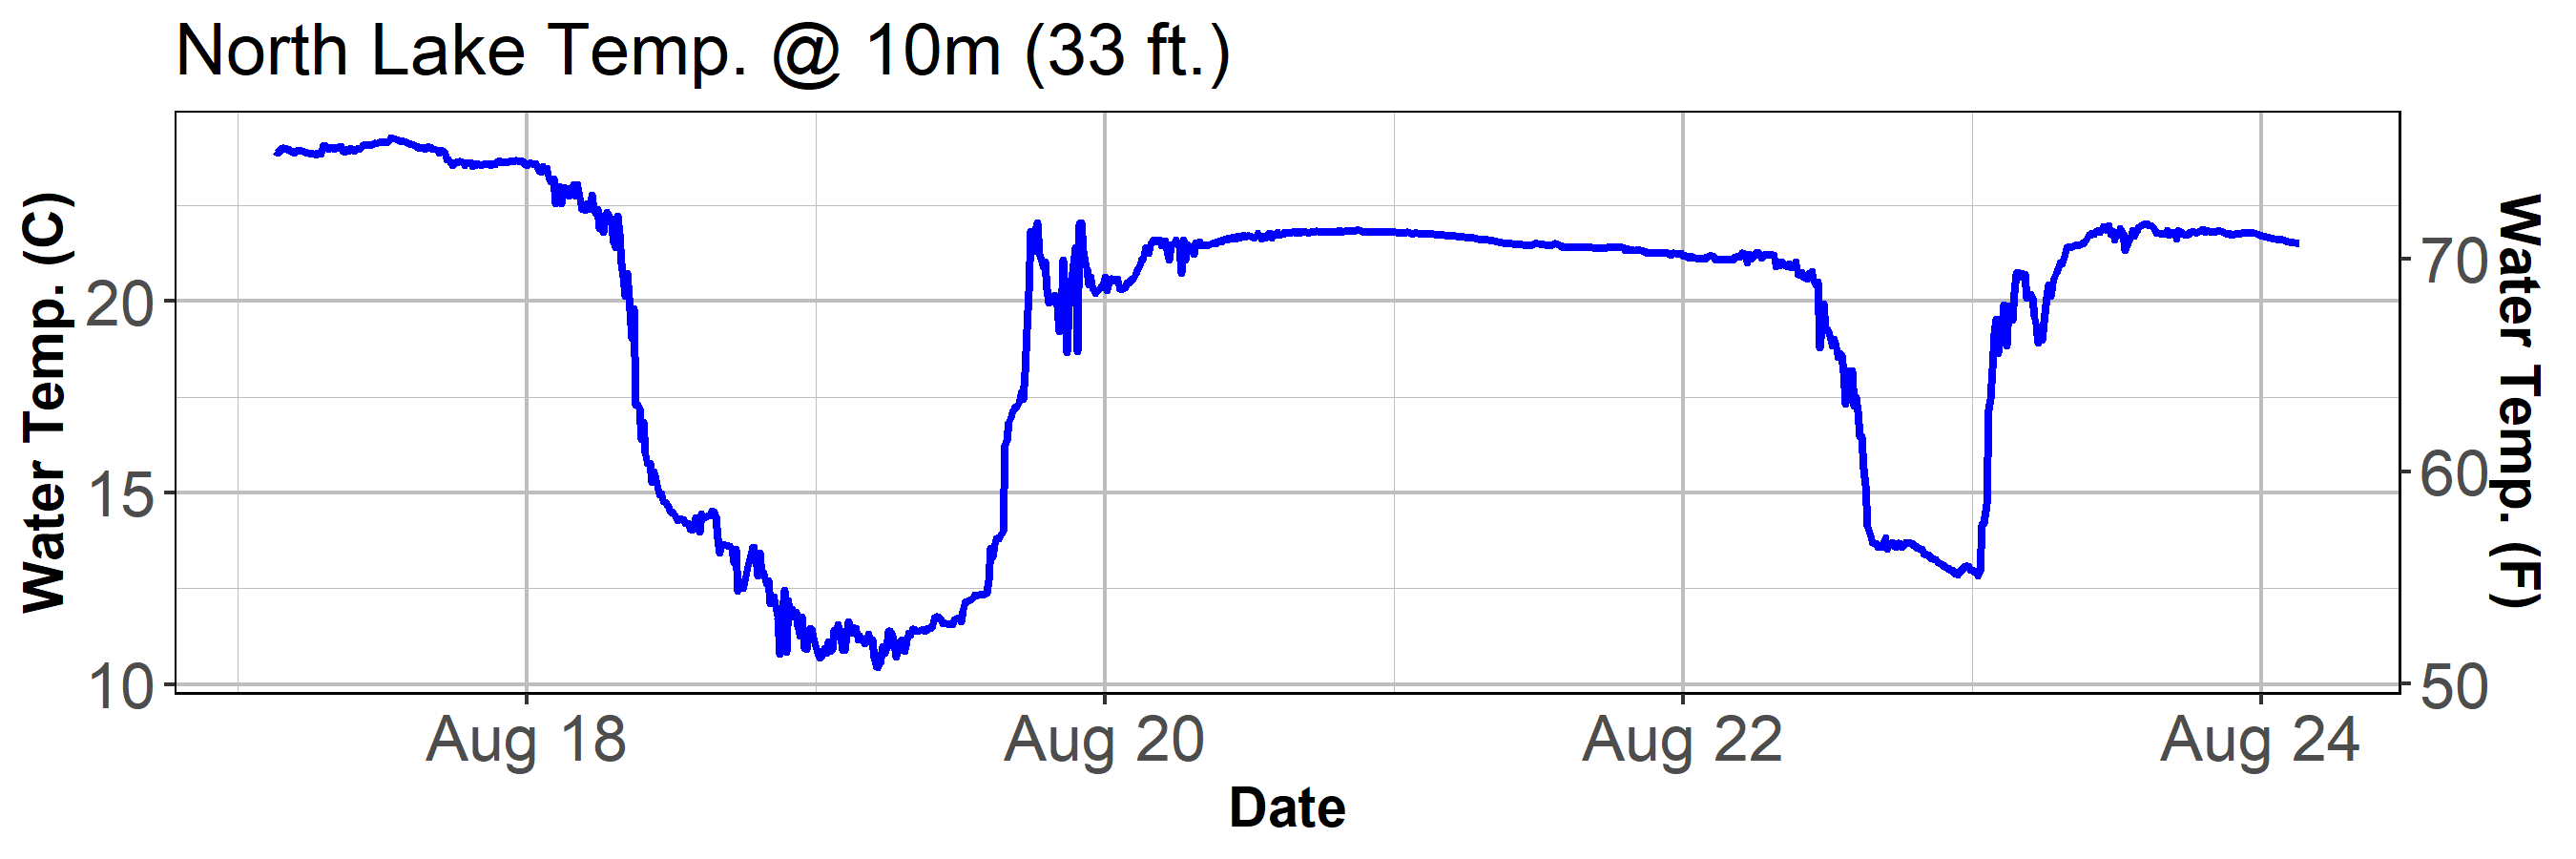 North Lake Temp. @ 10m (33 ft.)
Water Temp. (C)
20
15
10
Water Temp. (F)
70
60
50
Aug 18
Aug 20
Aug 22
Aug 24
Date